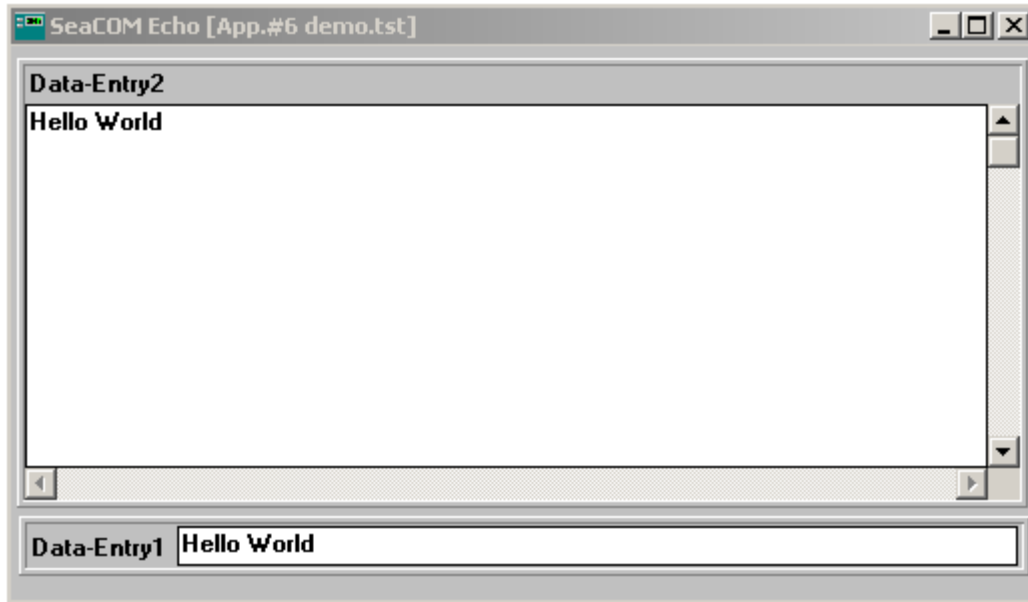 SeaCOM Echo [App.#6 demo.tst]
Data-Entry2
Hello World
Data-Entry1 Hello World